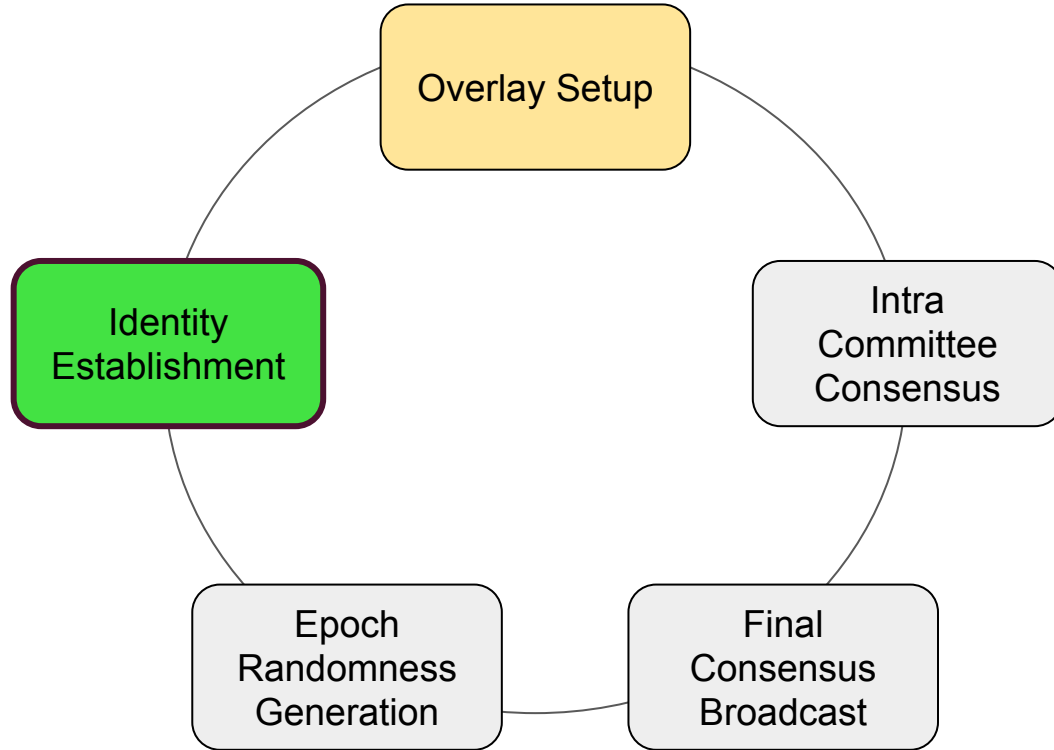 Overlay Setup
Identity
Establishment
Intra
Committee
Consensus
Epoch
Randomness
Generation
Final
Consensus
Broadcast